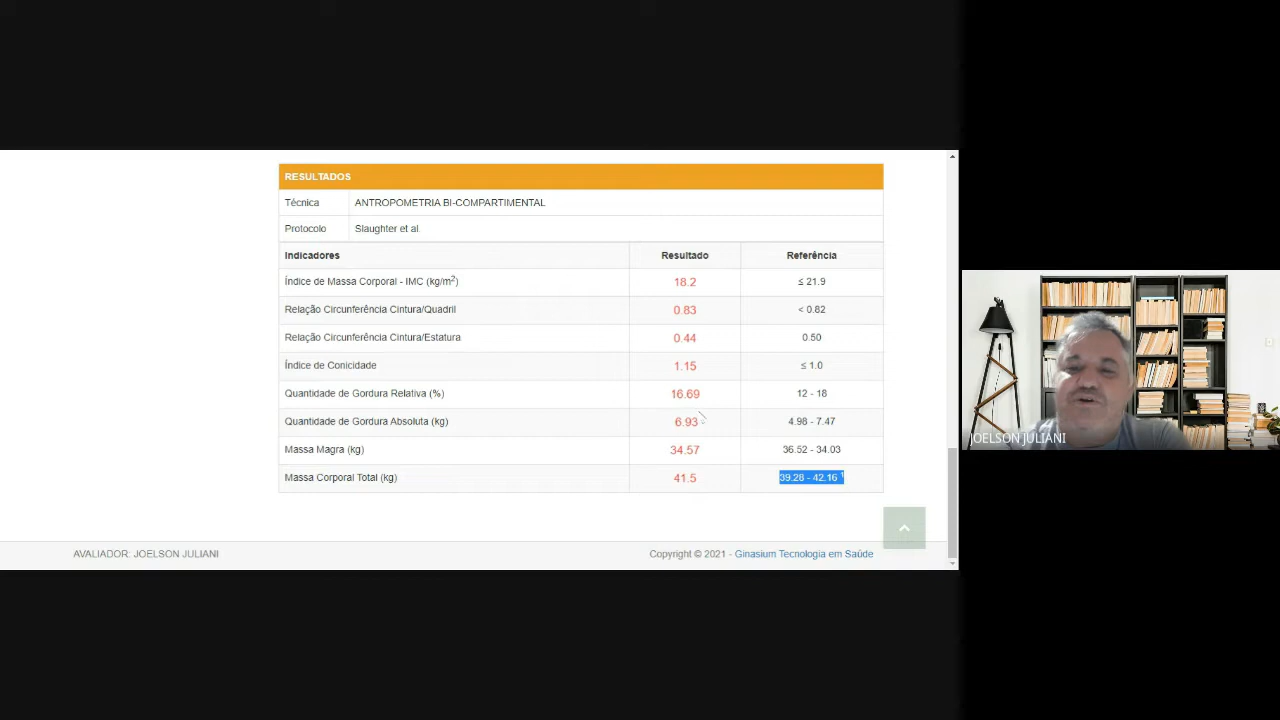 RESULTADOS
Técnica ANTROPOMETRIA BI-COMPARTIMENTAL
Protocolo Slaughter et al.
Indicadores Resultado Referência
Índice de Massa Corporal - IMC (kg/m²) 18.2 ≤ 21.9
Relação Circunferência Cintura/Quadril 0.83 < 0.82
Relação Circunferência Cintura/Estatura 0.44 0.50
Índice de Conicidade 1.15 ≤ 1.0
Quantidade de Gordura Relativa (%) 16.69 12 - 18
Quantidade de Gordura Absoluta (kg) 6.93 4.98 - 7.47
Massa Magra (kg) 34.57 36.52 - 34.03
Massa Corporal Total (kg) 41.5 39.28 - 42.16 ¹
JOELSON JULIANI
AVALIADOR: JOELSON JULIANI Copyright © 2021 - Ginasium Tecnologia em Saúde